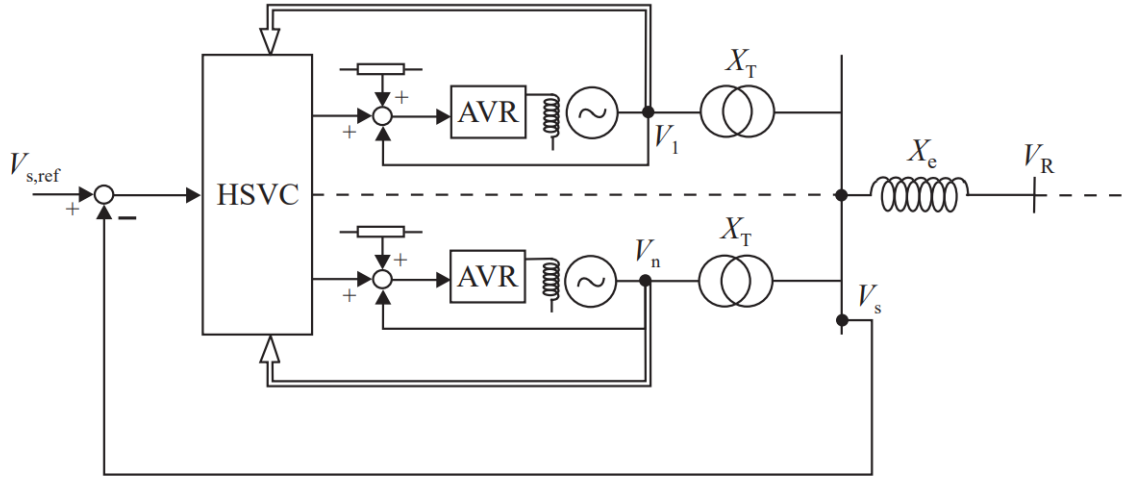 X_T
AVR
V_1
+
+
V_s,ref
HSVC
X_e
V_R
+
−
X_T
AVR
V_n
+
+
V_s